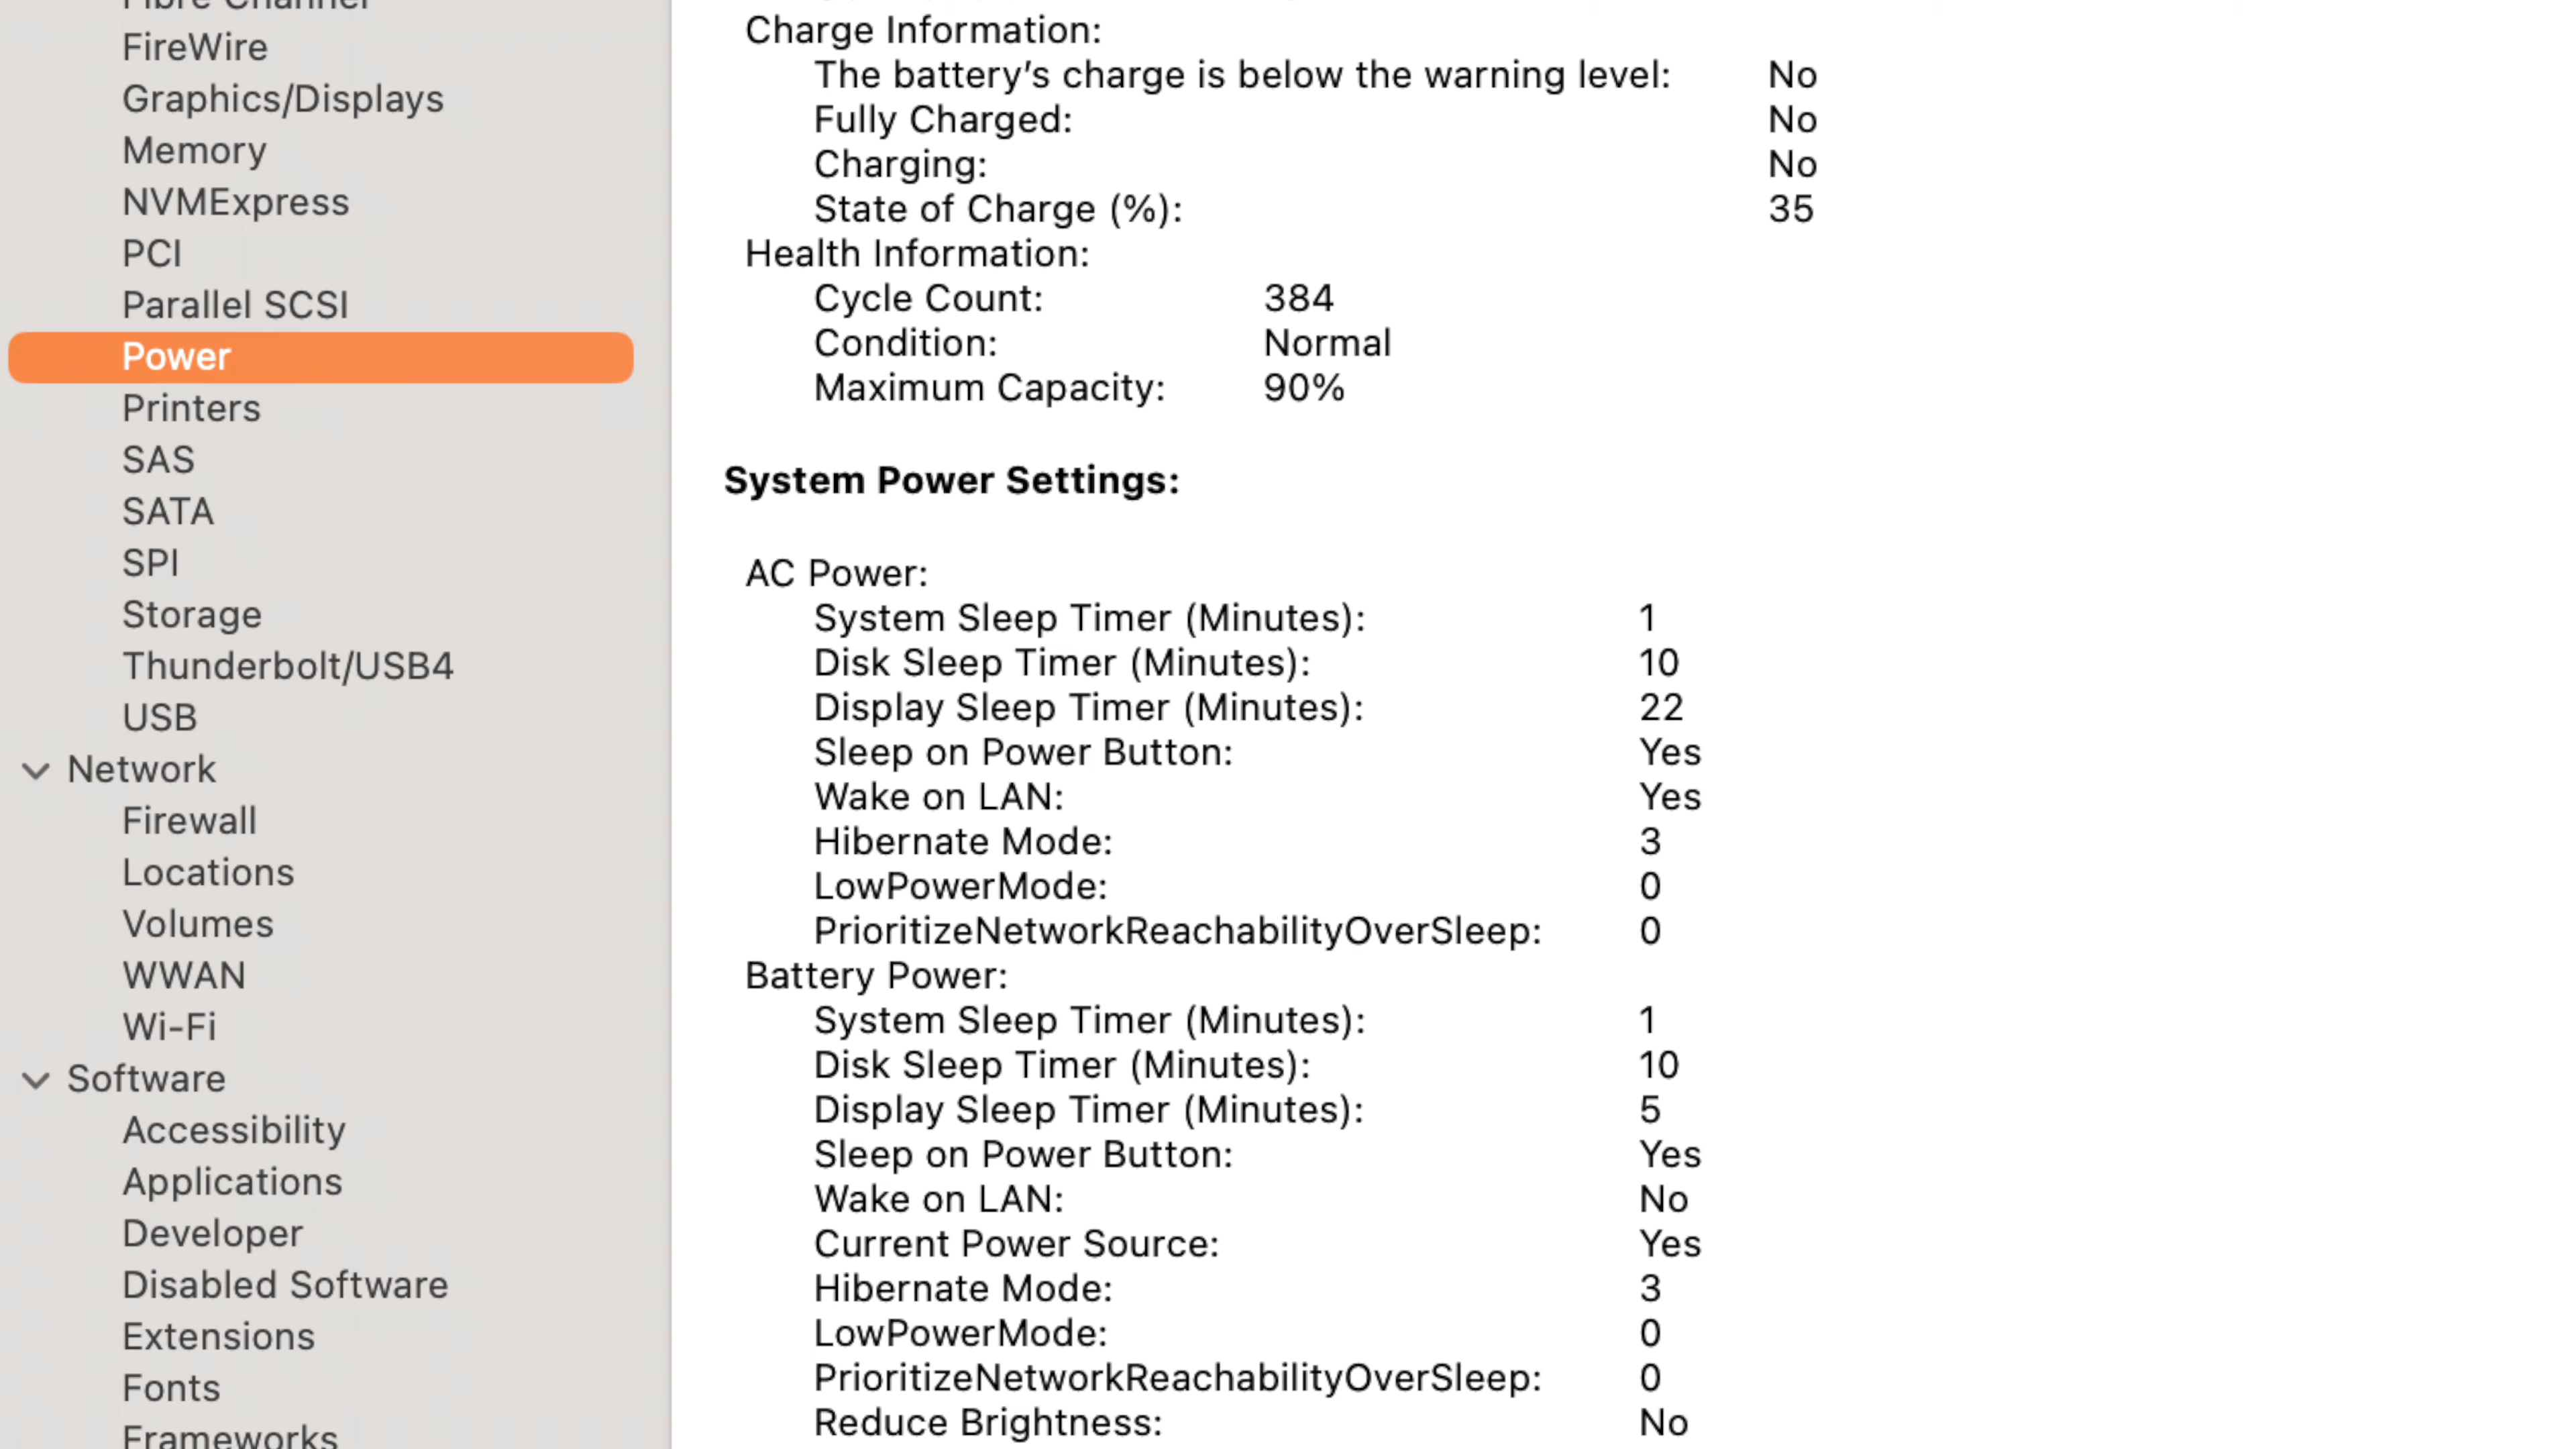 Fibre Channel
FireWire
Graphics/Displays
Memory
NVMExpress
PCI
Parallel SCSI
Power
Printers
SAS
SATA
SPI
Storage
Thunderbolt/USB4
USB
Network
Firewall
Locations
Volumes
WWAN
Wi-Fi
Software
Accessibility
Applications
Developer
Disabled Software
Extensions
Fonts
Frameworks
Charge Information:
The battery’s charge is below the warning level: No
Fully Charged: No
Charging: No
State of Charge (%): 35
Health Information:
Cycle Count: 384
Condition: Normal
Maximum Capacity: 90%
System Power Settings:
AC Power:
System Sleep Timer (Minutes): 1
Disk Sleep Timer (Minutes): 10
Display Sleep Timer (Minutes): 22
Sleep on Power Button: Yes
Wake on LAN: Yes
Hibernate Mode: 3
LowPowerMode: 0
PrioritizeNetworkReachabilityOverSleep: 0
Battery Power:
System Sleep Timer (Minutes): 1
Disk Sleep Timer (Minutes): 10
Display Sleep Timer (Minutes): 5
Sleep on Power Button: Yes
Wake on LAN: No
Current Power Source: Yes
Hibernate Mode: 3
LowPowerMode: 0
PrioritizeNetworkReachabilityOverSleep: 0
Reduce Brightness: No